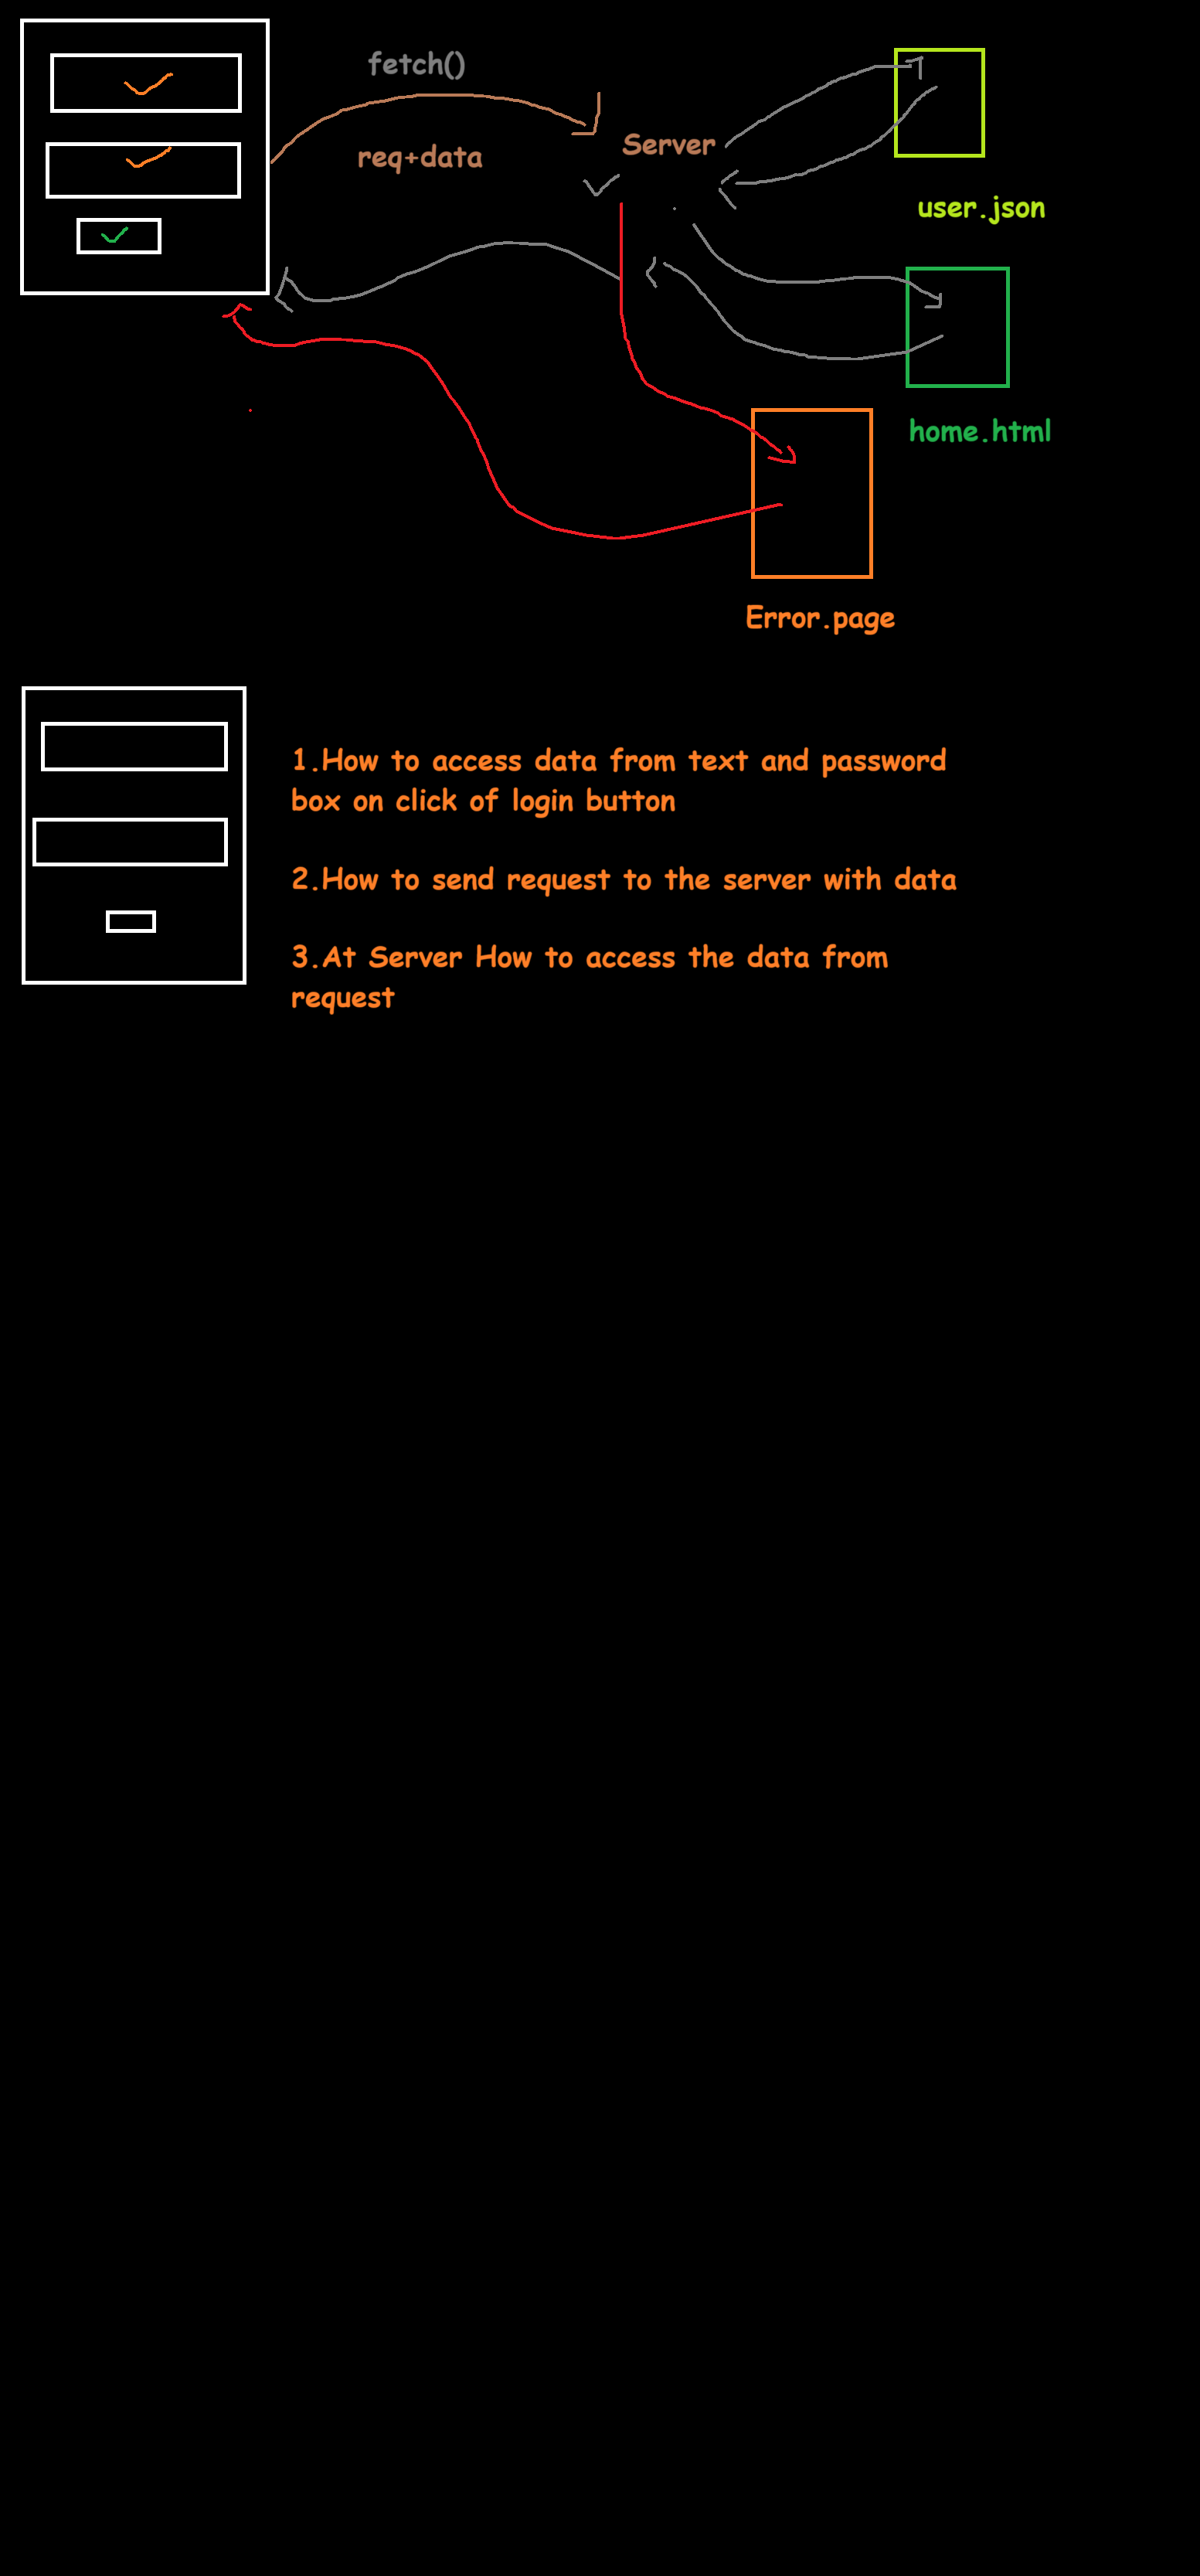 fetch()
req+data
Server
user.json
home.html
Error.page
1.How to access data from text and password
box on click of login button
2.How to send request to the server with data
3.At Server How to access the data from
request